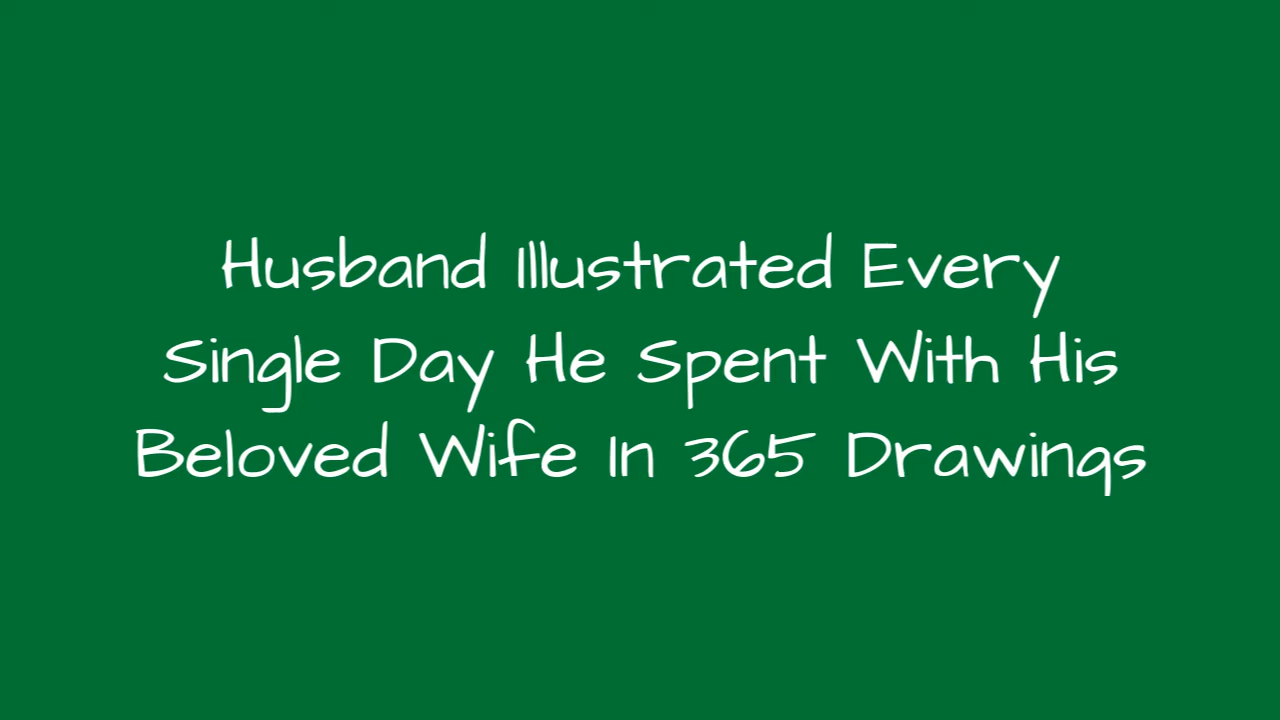 Husband Illustrated Every
Single Day He Spent With His
Beloved Wife In 365 Drawings